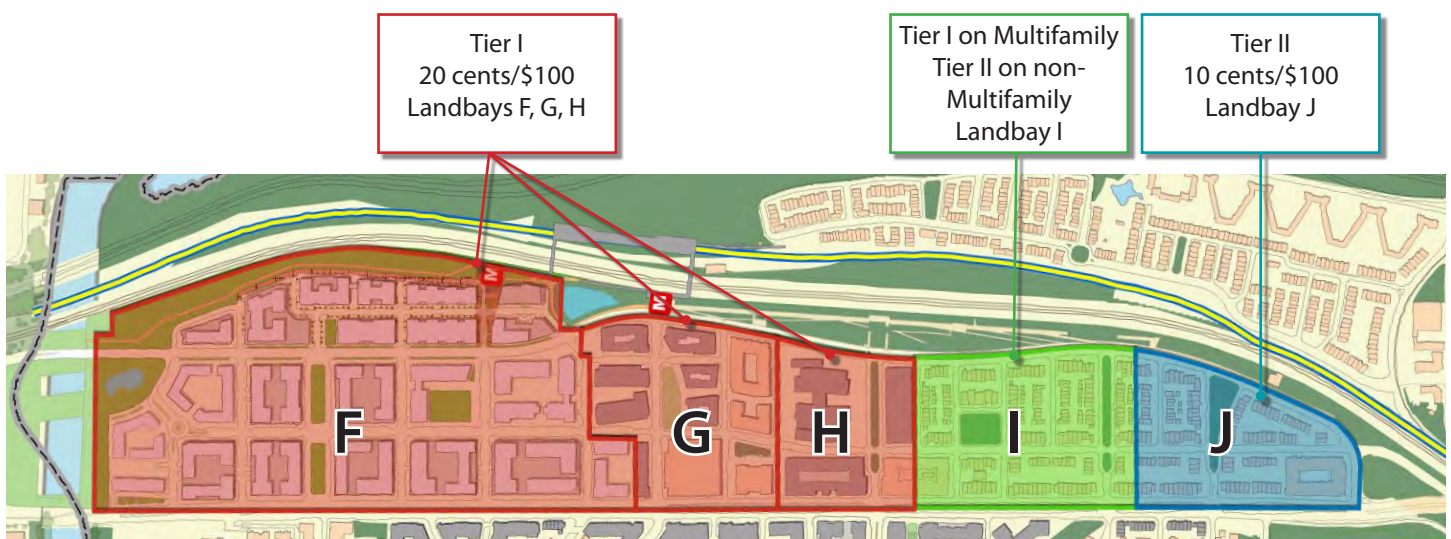 Tier I
20 cents/$100
Landbays F, G, H
Tier I on Multifamily
Tier II on non-
Multifamily
Landbay I
Tier II
10 cents/$100
Landbay J
M
M
F
G
H
I
J